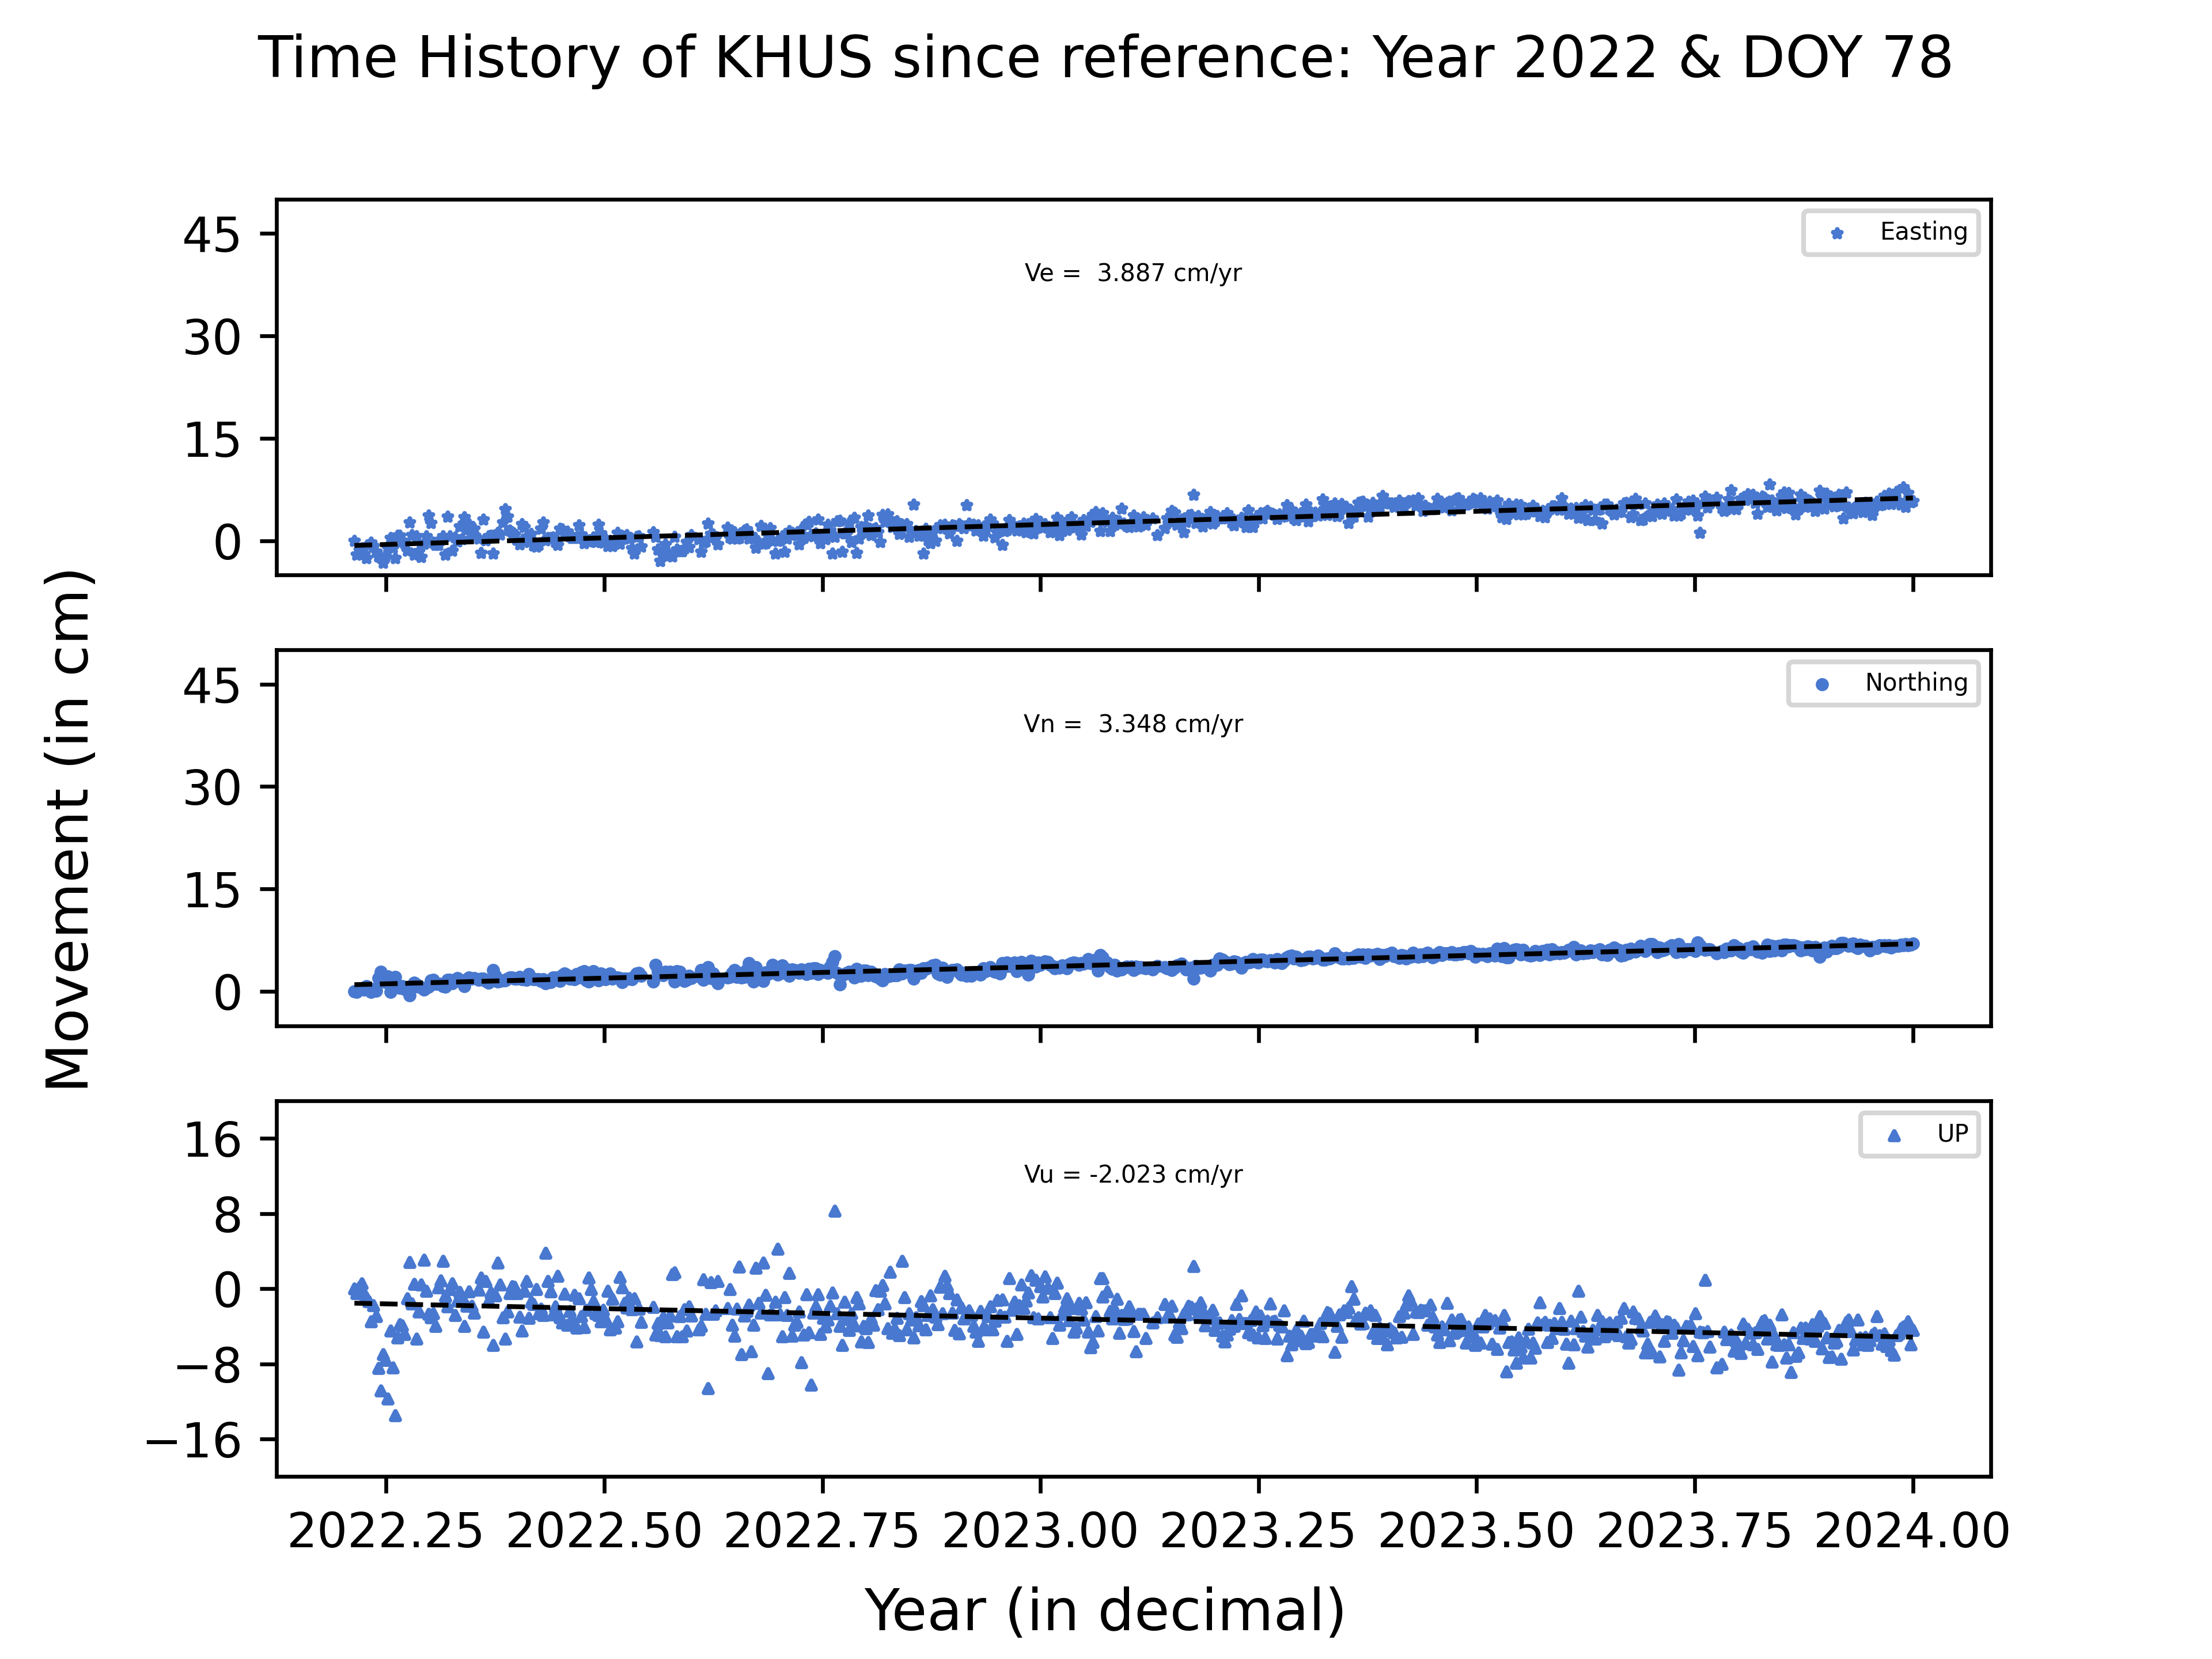 Time History of KHUS since reference: Year 2022 & DOY 78
Movement (in cm)
45
30
15
0
Easting
Ve =  3.887 cm/yr
45
30
15
0
Northing
Vn =  3.348 cm/yr
16
8
0
−8
−16
UP
Vu = -2.023 cm/yr
2022.25 2022.50 2022.75 2023.00 2023.25 2023.50 2023.75 2024.00
Year (in decimal)